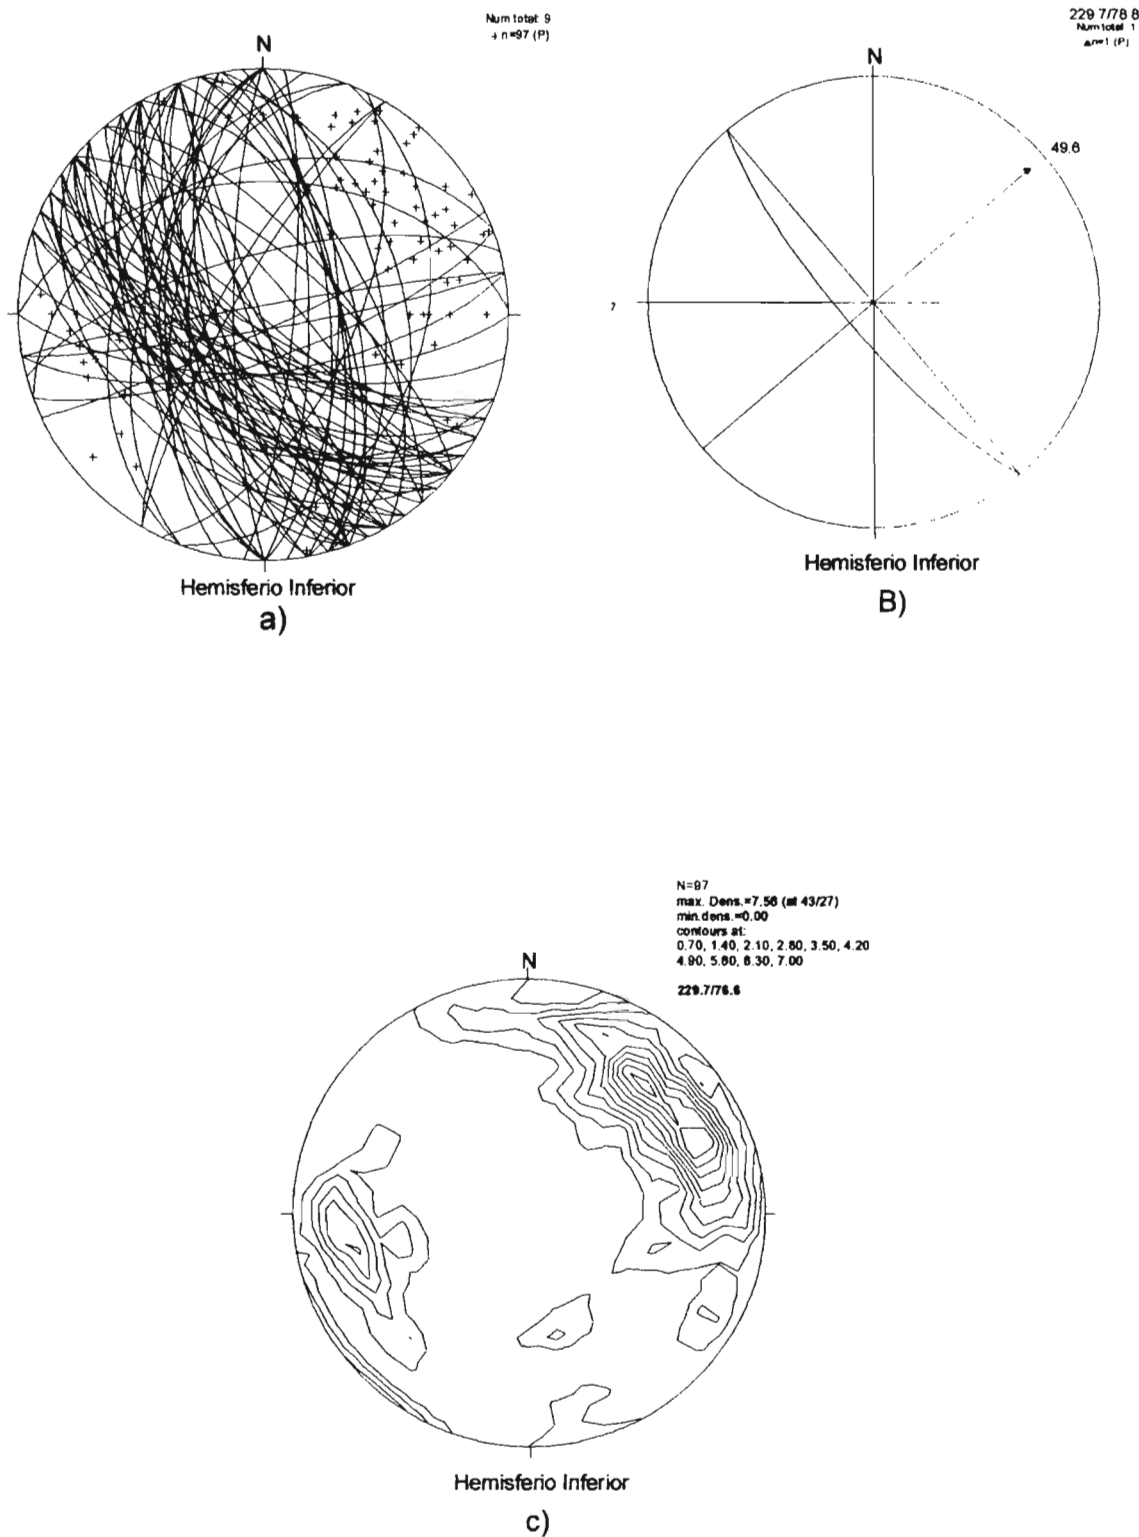 Num total: 9
+ n=97 (P)
N
Hemisferio Inferior
a)
229 7/78 8
Num total 1
n=1 (P)
N
49.6
7
Hemisferio Inferior
B)
N=97
max. Dens.=7.56 (at 43/27)
min.dens.=0.00
contours at:
0.70, 1.40, 2.10, 2.80, 3.50, 4.20
4.90, 5.60, 6.30, 7.00
229.7/76.6
N
Hemisferio Inferior
c)